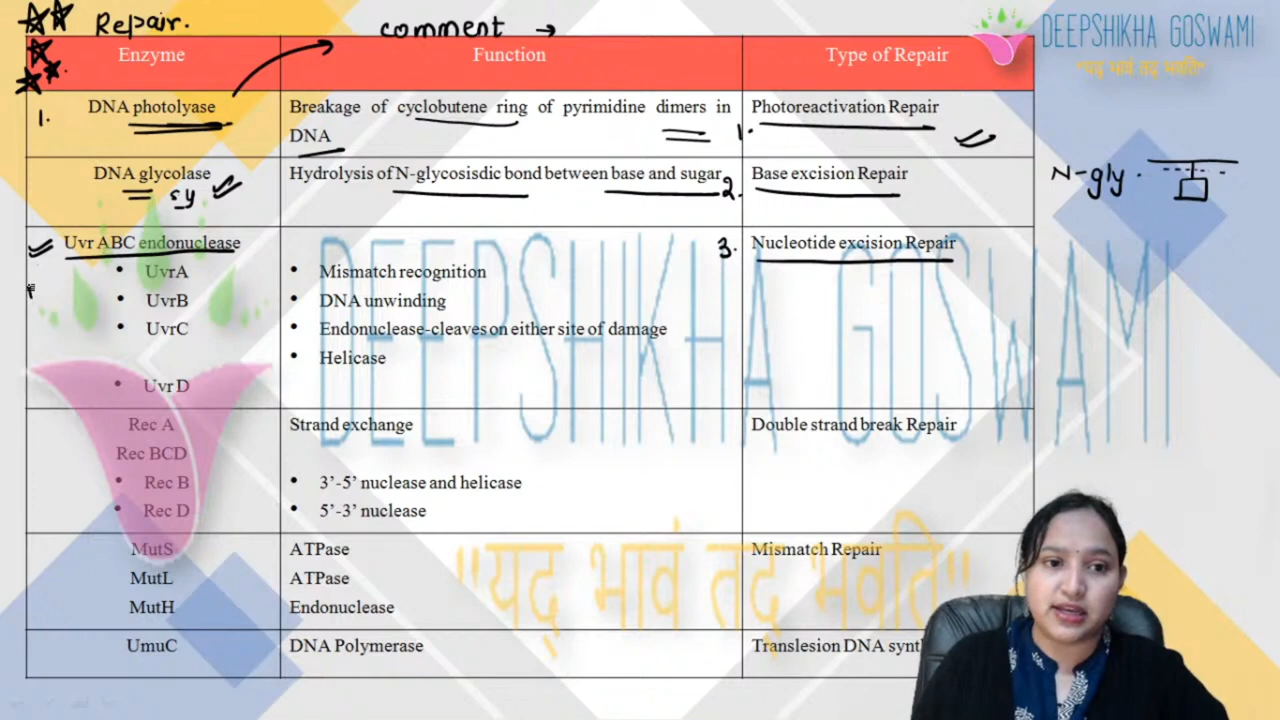 Repair.
comment →
DEEPSHIKHA GOSWAMI
"यद् भावं तद् भवति"
Enzyme Function Type of Repair
1. DNA photolyase Breakage of cyclobutene ring of pyrimidine dimers in 1. Photoreactivation Repair
DNA
DNA glycolase Hydrolysis of N-glycosisdic bond between base and sugar 2. Base excision Repair
sy
N-gly.
Uvr ABC endonuclease 3. Nucleotide excision Repair
• UvrA • Mismatch recognition
• UvrB • DNA unwinding
• UvrC • Endonuclease-cleaves on either site of damage
• Helicase
• Uvr D
Rec A Strand exchange Double strand break Repair
Rec BCD
• Rec B • 3’-5’ nuclease and helicase
• Rec D • 5’-3’ nuclease
MutS ATPase Mismatch Repair
MutL ATPase
MutH Endonuclease
UmuC DNA Polymerase Translesion DNA
DEEPSHIKHA GOSWAMI
"यद् भावं तद् भवति"